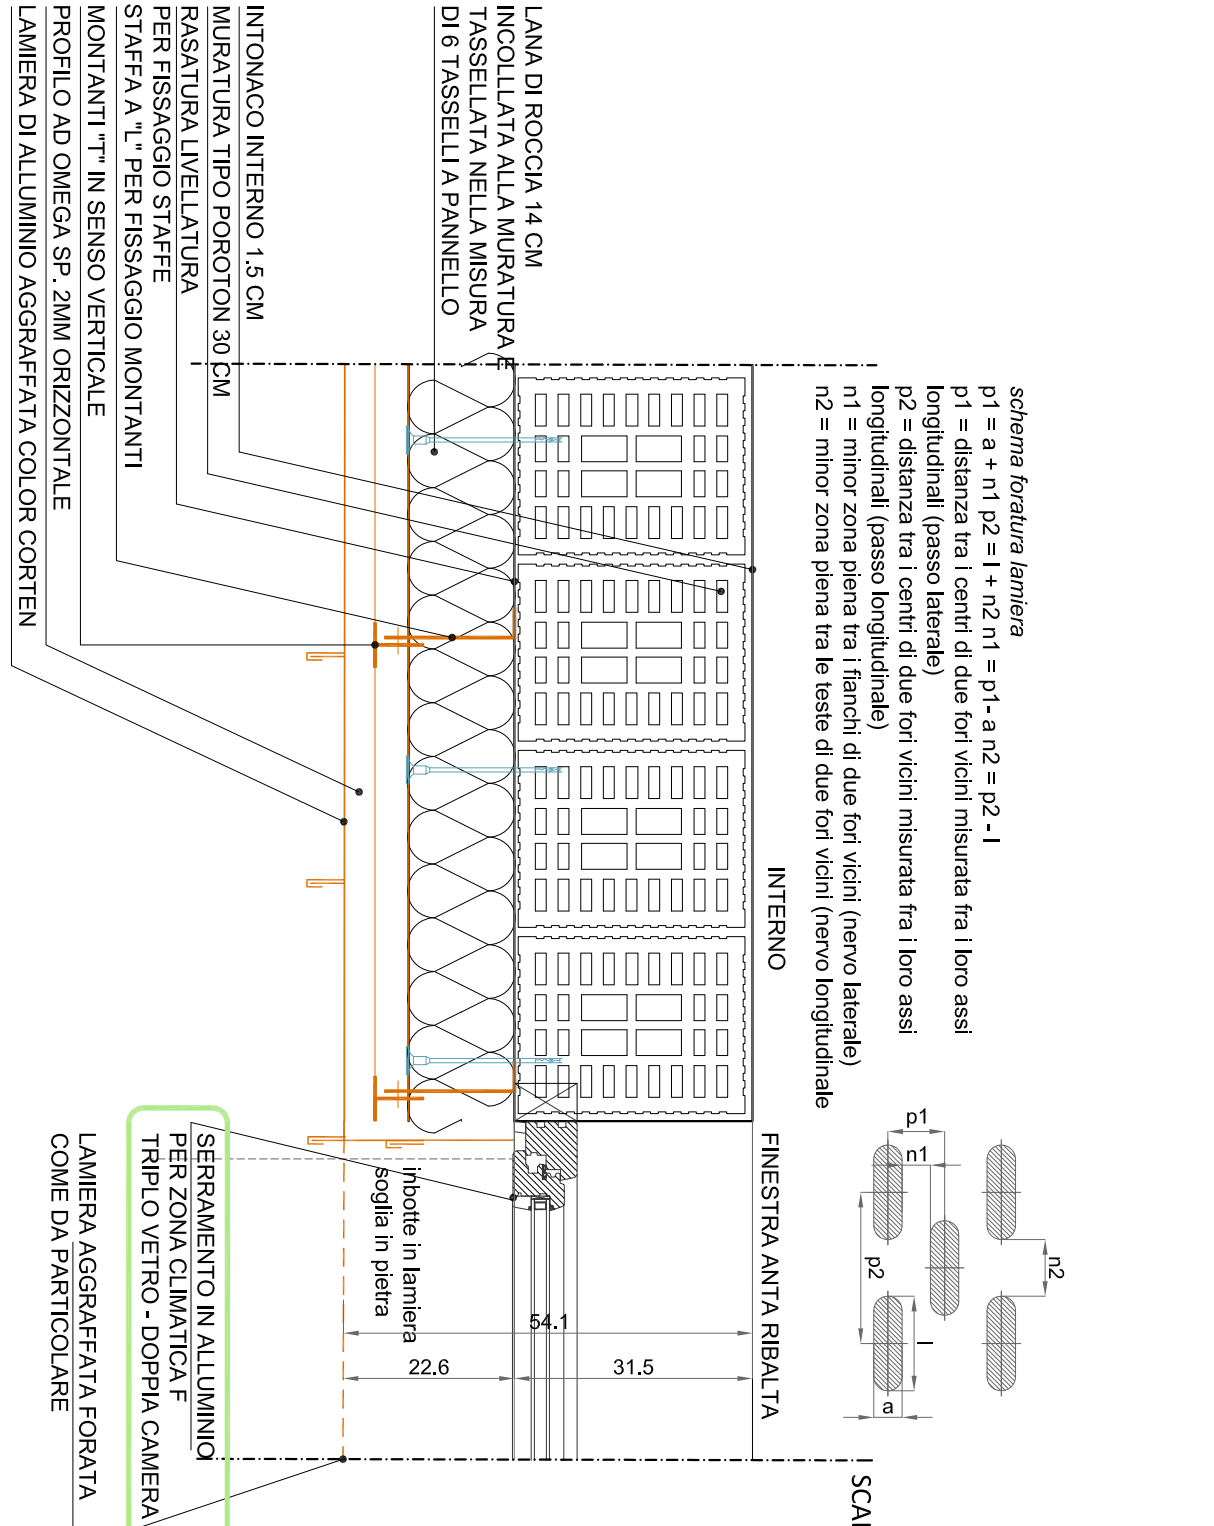 schema foratura lamiera
p1 = a + n1 p2 = l + n2 n1 = p1- a n2 = p2 - l
p1 = distanza tra i centri di due fori vicini misurata fra i loro assi
longitudinali (passo laterale)
p2 = distanza tra i centri di due fori vicini misurata fra i loro assi
longitudinali (passo longitudinale)
n1 = minor zona piena tra i fianchi di due fori vicini (nervo laterale)
n2 = minor zona piena tra le teste di due fori vicini (nervo longitudinale
p1
n1
n2
p2
l
a
SCAL
INTERNO
FINESTRA ANTA RIBALTA
LANA DI ROCCIA 14 CM
INCOLLLATA ALLA MURATURA E
TASSELLATA NELLA MISURA
DI 6 TASSELLI A PANNELLO
INTONACO INTERNO 1.5 CM
MURATURA TIPO POROTON 30 CM
RASATURA LIVELLATURA
PER FISSAGGIO STAFFE
STAFFA A "L" PER FISSAGGIO MONTANTI
MONTANTI "T" IN SENSO VERTICALE
PROFILO AD OMEGA SP. 2MM ORIZZONTALE
LAMIERA DI ALLUMINIO AGGRAFFATA COLOR CORTEN
54.1
22.6
31.5
inbotte in lamiera
soglia in pietra
SERRAMENTO IN ALLUMINIO
PER ZONA CLIMATICA F
TRIPLO VETRO - DOPPIA CAMERA
LAMIERA AGGRAFFATA FORATA
COME DA PARTICOLARE